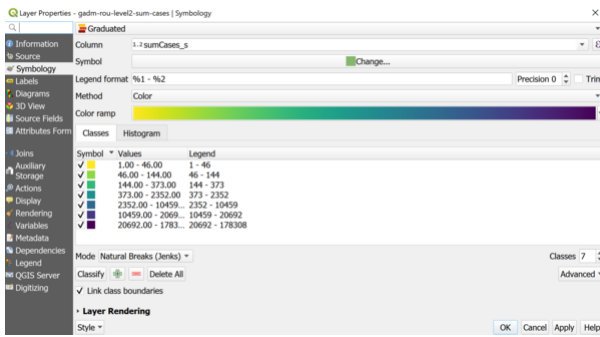 Layer Properties - gadm-rou-level2-sum-cases | Symbology
Graduated
Information
Source
Symbology
Labels
Diagrams
3D View
Source Fields
Attributes Form
Joins
Auxiliary
Storage
Actions
Display
Rendering
Variables
Metadata
Dependencies
Legend
QGIS Server
Digitizing
Column 1.2 sumCases_s
Symbol Change...
Legend format %1 - %2 Precision 0 Trim
Method Color
Color ramp
Classes Histogram
Symbol Values Legend
1.00 - 46.00 1 - 46
46.00 - 144.00 46 - 144
144.00 - 373.00 144 - 373
373.00 - 2352.00 373 - 2352
2352.00 - 10459... 2352 - 10459
10459.00 - 2069... 10459 - 20692
20692.00 - 1783... 20692 - 178308
Mode Natural Breaks (Jenks) Classes 7
Classify Delete All Advanced
Link class boundaries
Layer Rendering
Style OK Cancel Apply Help